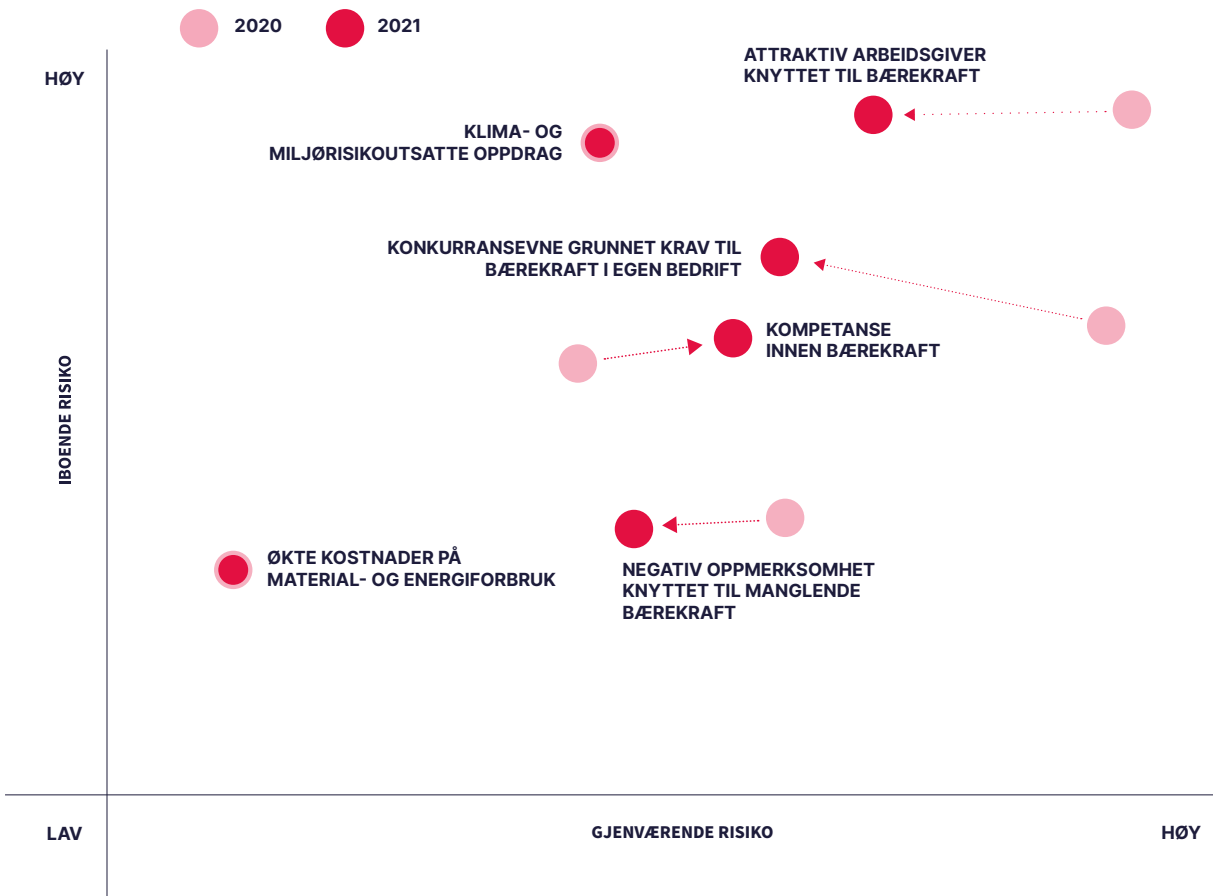 2020
2021
HØY
ATTRAKTIV ARBEIDSGIVER
KNYTTET TIL BÆREKRAFT
KLIMA- OG
MILJØRISIKOUTSATTE OPPDRAG
KONKURRANSEVNE GRUNNET KRAV TIL
BÆREKRAFT I EGEN BEDRIFT
KOMPETANSE
INNEN BÆREKRAFT
IBOENDE RISIKO
ØKTE KOSTNADER PÅ
MATERIAL- OG ENERGIFORBRUK
NEGATIV OPPMERKSOMHET
KNYTTET TIL MANGLENDE
BÆREKRAFT
LAV
GJENVÆRENDE RISIKO
HØY